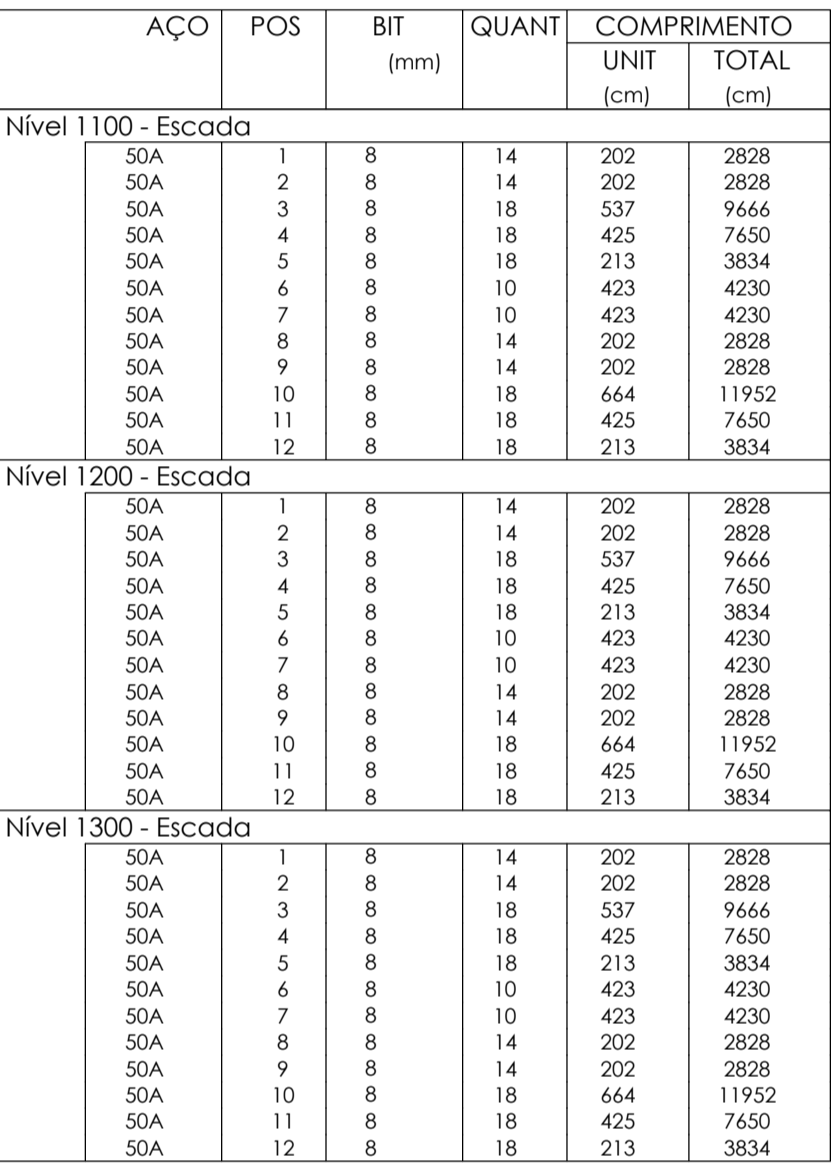 AÇO POS BIT QUANT COMPRIMENTO
(mm) UNIT TOTAL
(cm) (cm)
Nível 1100 - Escada
50A 1 8 14 202 2828
50A 2 8 14 202 2828
50A 3 8 18 537 9666
50A 4 8 18 425 7650
50A 5 8 18 213 3834
50A 6 8 10 423 4230
50A 7 8 10 423 4230
50A 8 8 14 202 2828
50A 9 8 14 202 2828
50A 10 8 18 664 11952
50A 11 8 18 425 7650
50A 12 8 18 213 3834
Nível 1200 - Escada
50A 1 8 14 202 2828
50A 2 8 14 202 2828
50A 3 8 18 537 9666
50A 4 8 18 425 7650
50A 5 8 18 213 3834
50A 6 8 10 423 4230
50A 7 8 10 423 4230
50A 8 8 14 202 2828
50A 9 8 14 202 2828
50A 10 8 18 664 11952
50A 11 8 18 425 7650
50A 12 8 18 213 3834
Nível 1300 - Escada
50A 1 8 14 202 2828
50A 2 8 14 202 2828
50A 3 8 18 537 9666
50A 4 8 18 425 7650
50A 5 8 18 213 3834
50A 6 8 10 423 4230
50A 7 8 10 423 4230
50A 8 8 14 202 2828
50A 9 8 14 202 2828
50A 10 8 18 664 11952
50A 11 8 18 425 7650
50A 12 8 18 213 3834